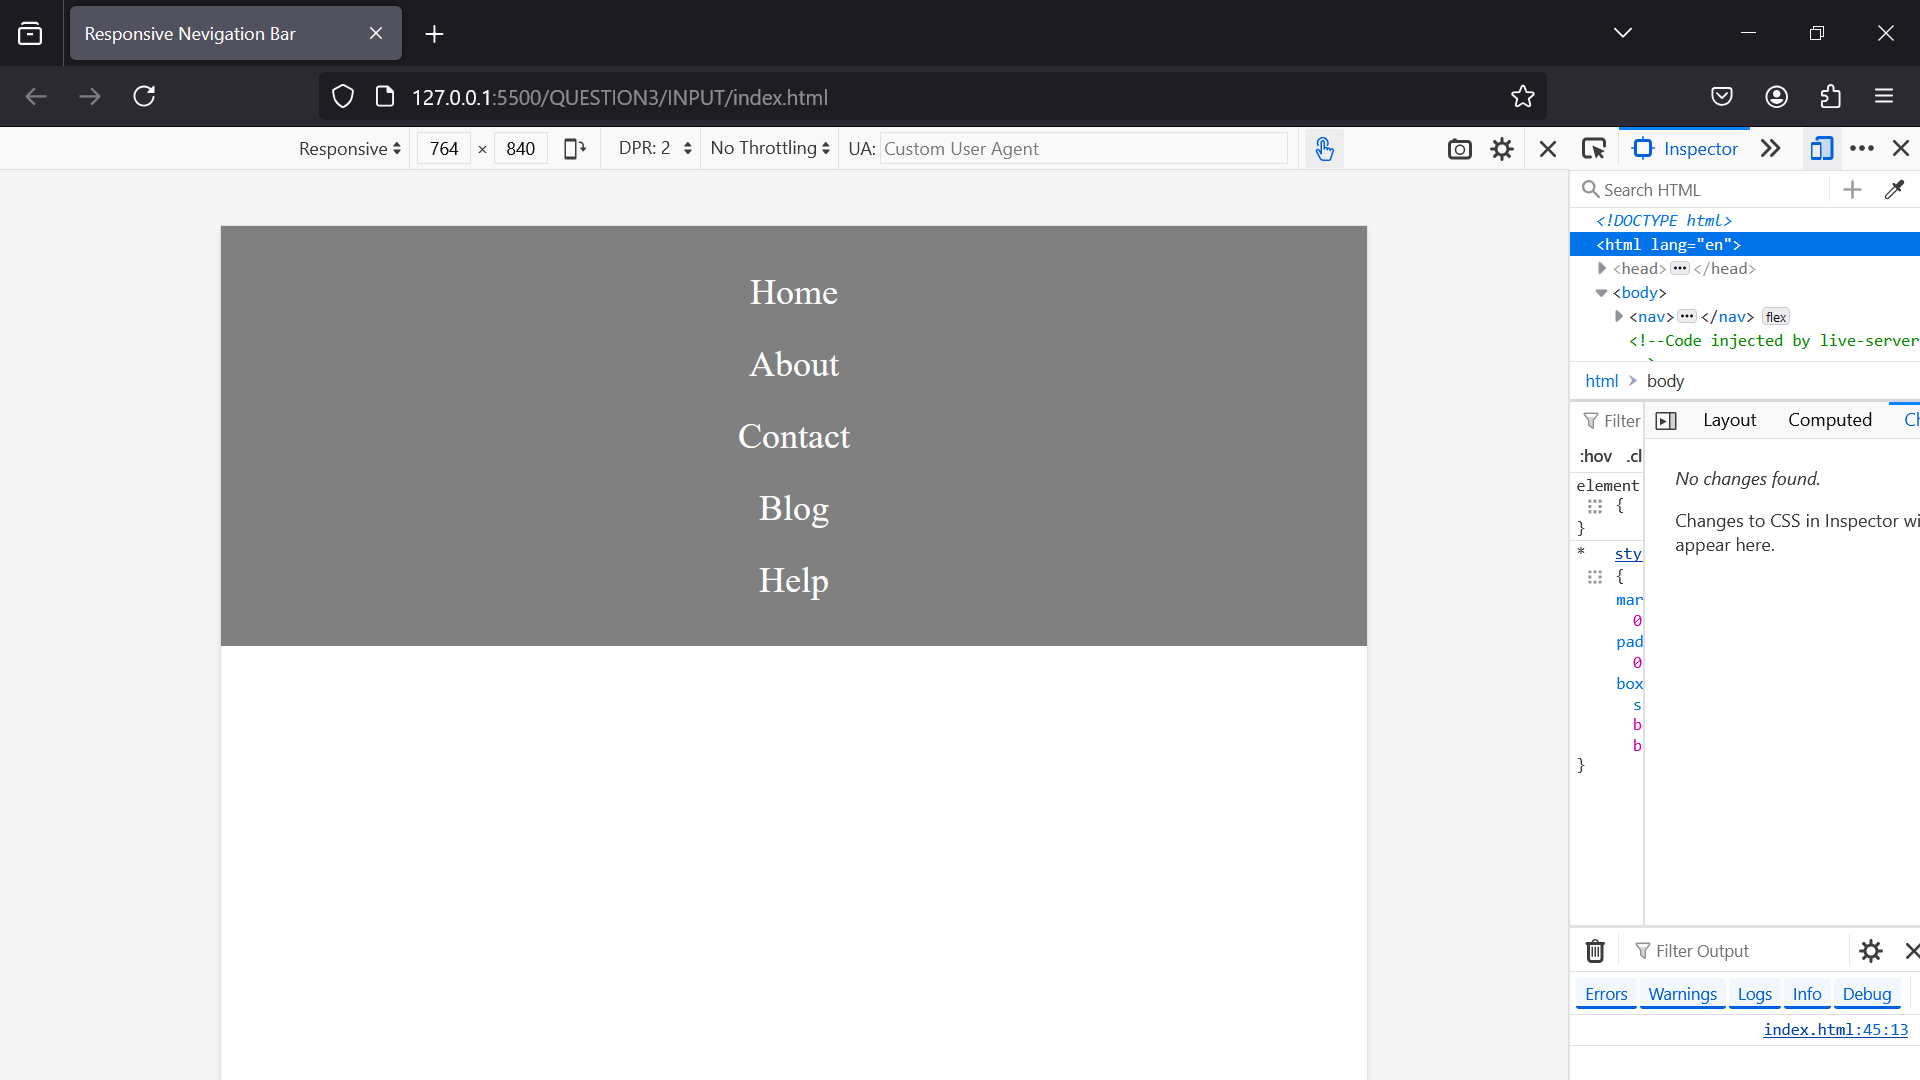 Responsive Nevigation Bar
127.0.0.1:5500/QUESTION3/INPUT/index.html
Responsive 764 × 840 DPR: 2 No Throttling UA: Custom User Agent
Inspector
Search HTML
<!DOCTYPE html>
<html lang="en">
<head> ••• </head>
<body>
<nav> ••• </nav> flex
<!--Code injected by live-server
html > body
Filter
Layout Computed Ch
:hov .cl
element
{
}
* sty
{
mar
0
pad
0
box
s
b
b
}
No changes found.
Changes to CSS in Inspector wi
appear here.
Home
About
Contact
Blog
Help
Filter Output
Errors Warnings Logs Info Debug
index.html:45:13